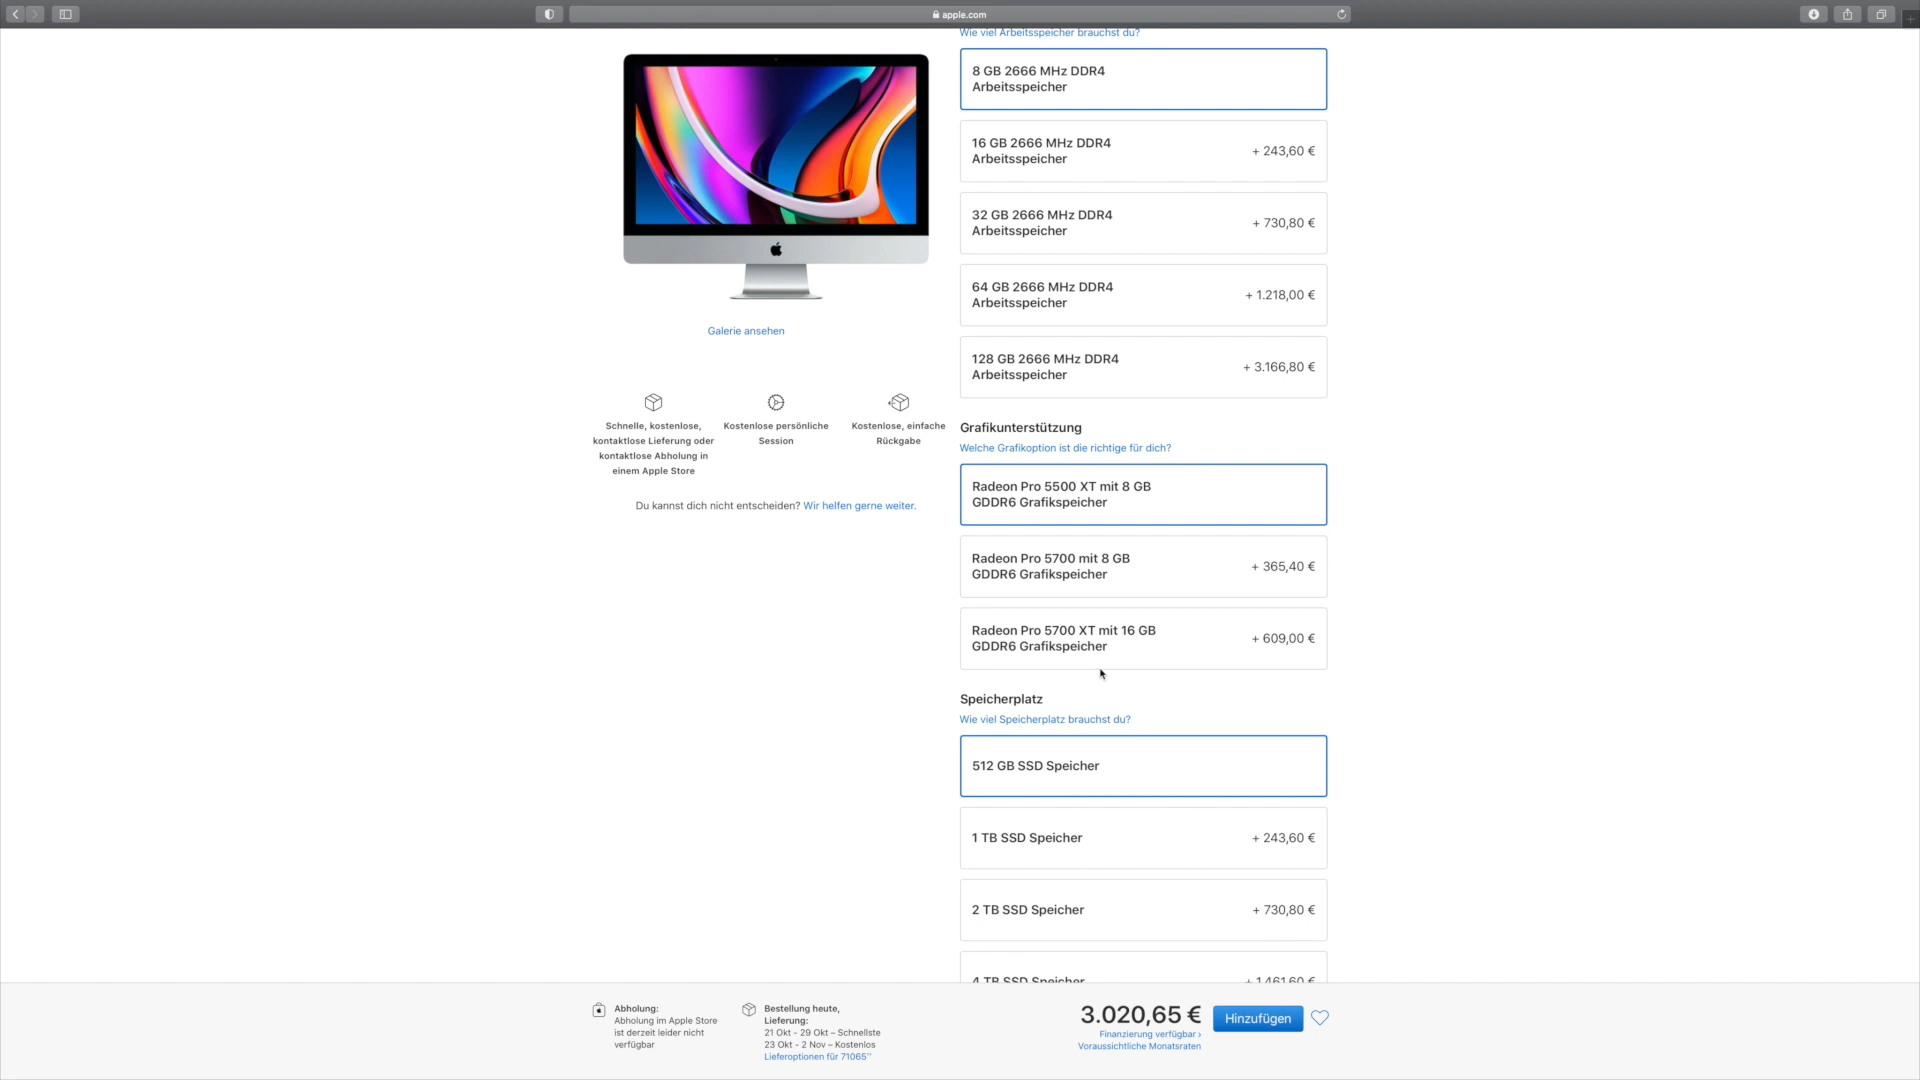 apple.com
Wie viel Arbeitsspeicher brauchst du?
8 GB 2666 MHz DDR4
Arbeitsspeicher
16 GB 2666 MHz DDR4
Arbeitsspeicher
+ 243,60 €
32 GB 2666 MHz DDR4
Arbeitsspeicher
+ 730,80 €
64 GB 2666 MHz DDR4
Arbeitsspeicher
+ 1.218,00 €
128 GB 2666 MHz DDR4
Arbeitsspeicher
+ 3.166,80 €
Galerie ansehen
Schnelle, kostenlose,
kontaktlose Lieferung oder
kontaktlose Abholung in
einem Apple Store
Kostenlose persönliche
Session
Kostenlose, einfache
Rückgabe
Du kannst dich nicht entscheiden? Wir helfen gerne weiter.
Grafikunterstützung
Welche Grafikoption ist die richtige für dich?
Radeon Pro 5500 XT mit 8 GB
GDDR6 Grafikspeicher
Radeon Pro 5700 mit 8 GB
GDDR6 Grafikspeicher
+ 365,40 €
Radeon Pro 5700 XT mit 16 GB
GDDR6 Grafikspeicher
+ 609,00 €
Speicherplatz
Wie viel Speicherplatz brauchst du?
512 GB SSD Speicher
1 TB SSD Speicher
+ 243,60 €
2 TB SSD Speicher
+ 730,80 €
4 TB SSD Speicher
+ 1.461,60 €
Abholung:
Abholung im Apple Store
ist derzeit leider nicht
verfügbar
Bestellung heute,
Lieferung:
21 Okt - 29 Okt – Schnellste
23 Okt - 2 Nov – Kostenlos
Lieferoptionen für 71065**
3.020,65 €
Finanzierung verfügbar ›
Voraussichtliche Monatsraten
Hinzufügen